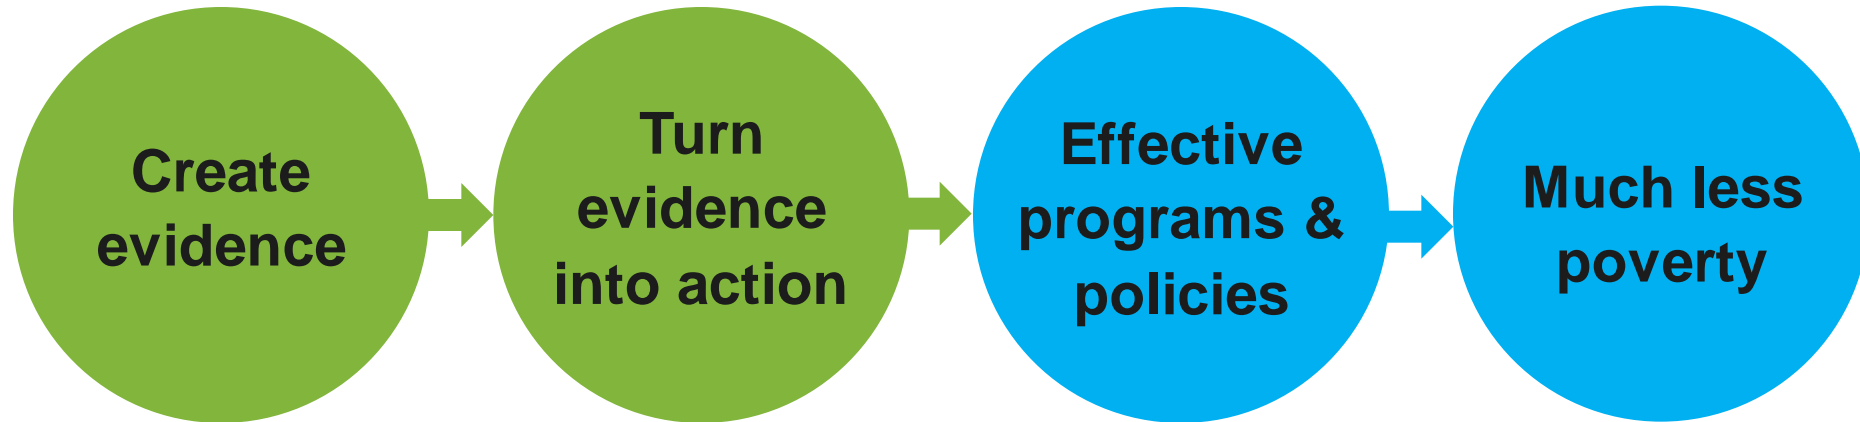 Create
evidence
Turn
evidence
into action
Effective
programs &
policies
Much less
poverty